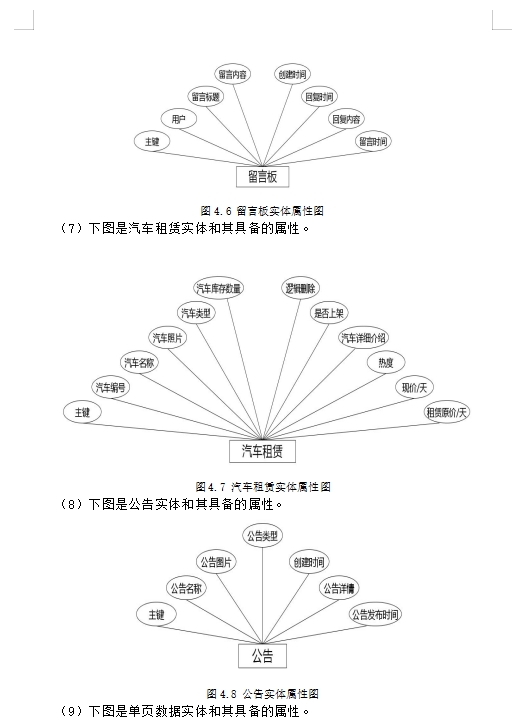 留言内容
创建时间
留言标题
回复时间
用户
回复内容
主键
留言时间
留言板
图4.6 留言板实体属性图
（7）下图是汽车租赁实体和其具备的属性。
汽车库存数量
逻辑删除
汽车类型
是否上架
汽车照片
汽车详细介绍
汽车名称
热度
汽车编号
现价/天
主键
租赁原价/天
汽车租赁
图4.7 汽车租赁实体属性图
（8）下图是公告实体和其具备的属性。
公告类型
公告图片
创建时间
公告名称
公告详情
主键
公告发布时间
公告
图4.8 公告实体属性图
（9）下图是单页数据实体和其具备的属性。